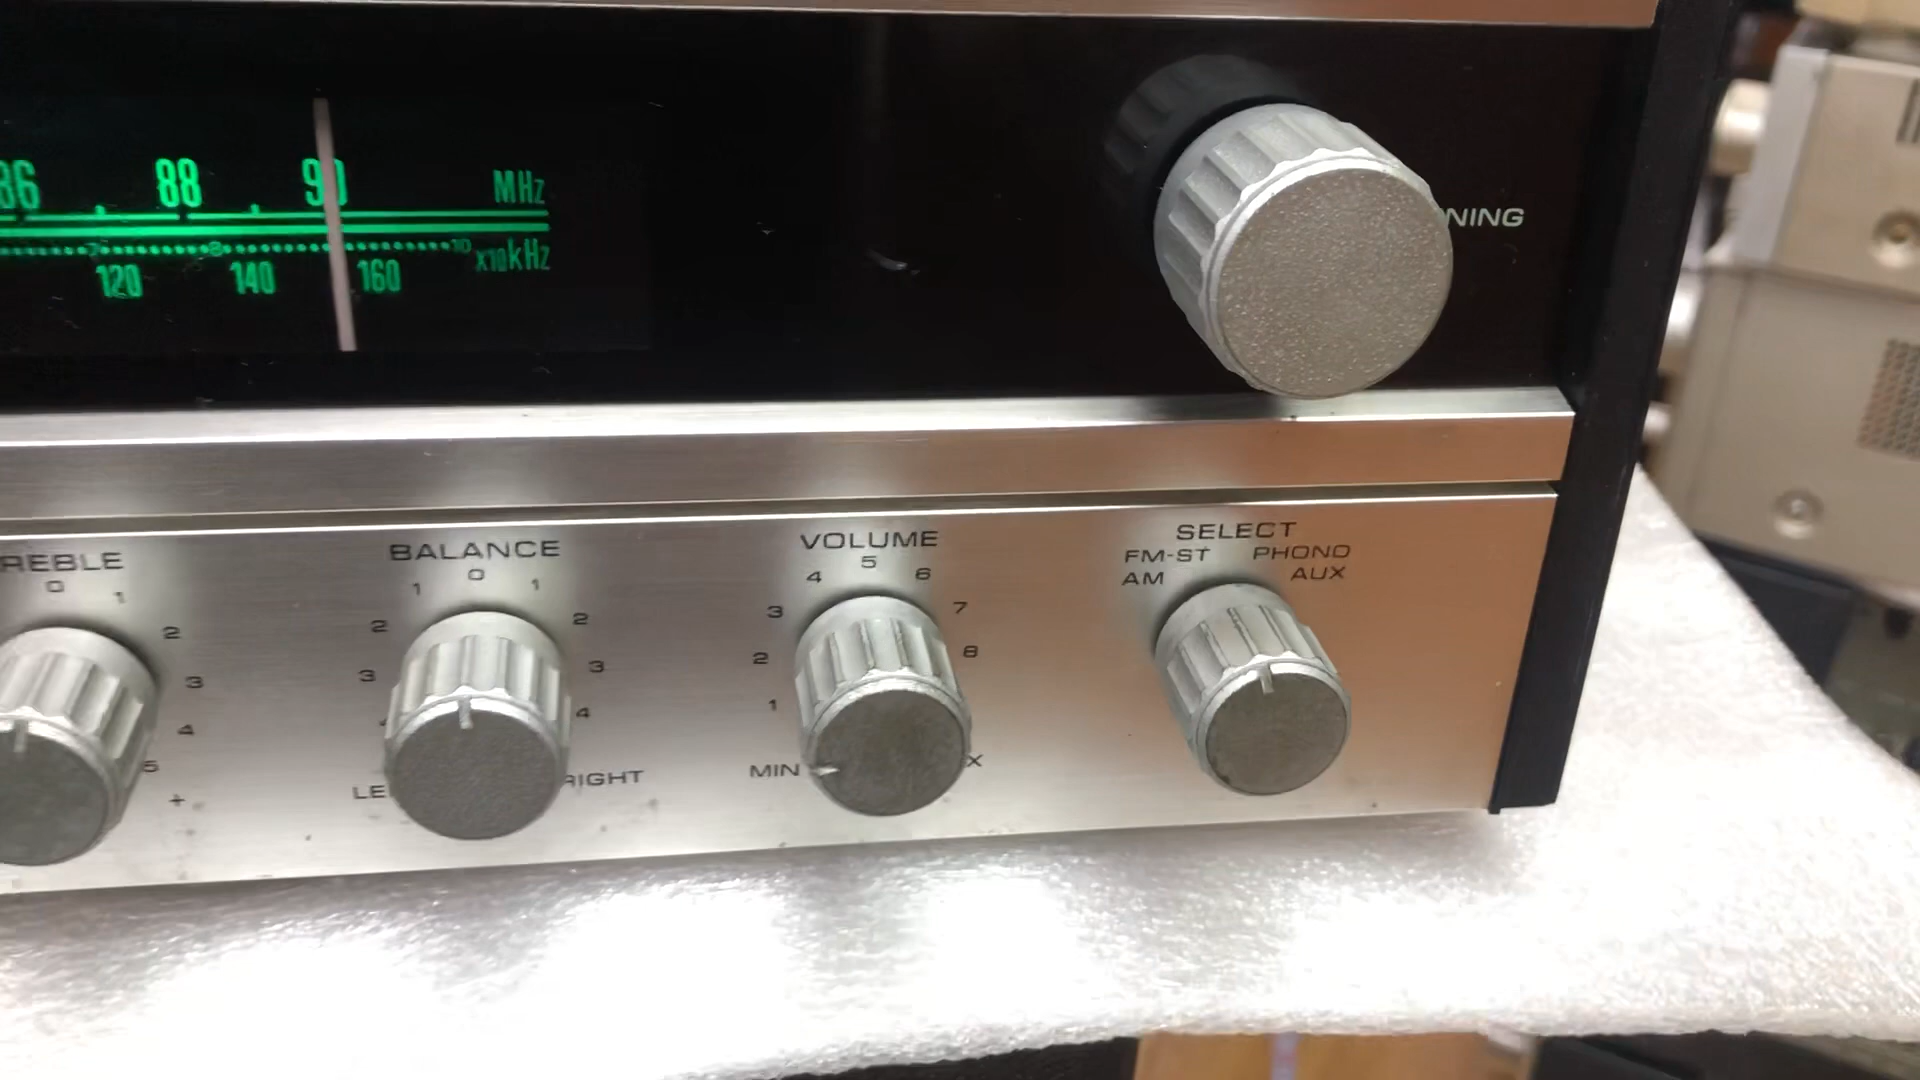 86 88 90 MHz
7 8 10 x10kHz
120 140 160
NING
REBLE
0 1 2 3 4 5 +
BALANCE
3 2 1 0 1 2 3 4
LE RIGHT
VOLUME
1 2 3 4 5 6 7 8
MIN X
SELECT
FM-ST PHONO
AM AUX